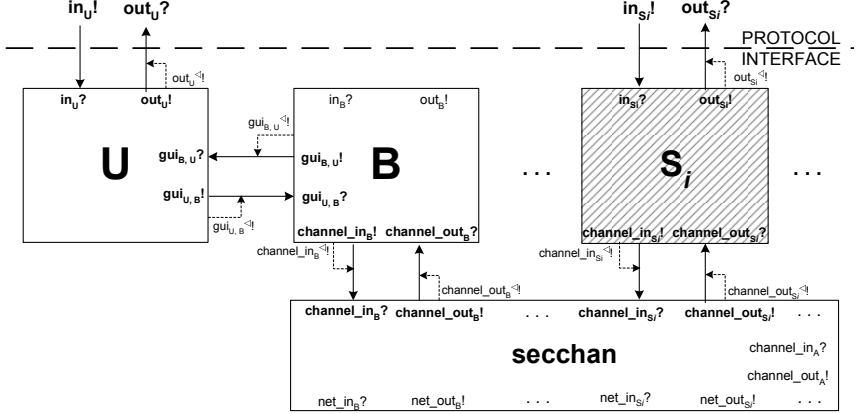 in_U! out_U? in_Si! out_Si?
PROTOCOL
INTERFACE
out_U^◁! out_Si^◁!
in_U? out_U! in_B? out_B! in_Si? out_Si!
gui_B, U^◁!
gui_B, U? gui_B, U!
U B S_i
... ...
gui_U, B! gui_U, B?
gui_U, B^◁!
channel_in_B! channel_out_B? channel_in_Si! channel_out_Si?
channel_in_B^◁! channel_in_Si^◁!
channel_out_B^◁! channel_out_Si^◁!
channel_in_B? channel_out_B! ... channel_in_Si? channel_out_Si! ...
secchan
channel_in_A?
channel_out_A!
net_in_B? net_out_B! ... net_in_Si? net_out_Si! ...